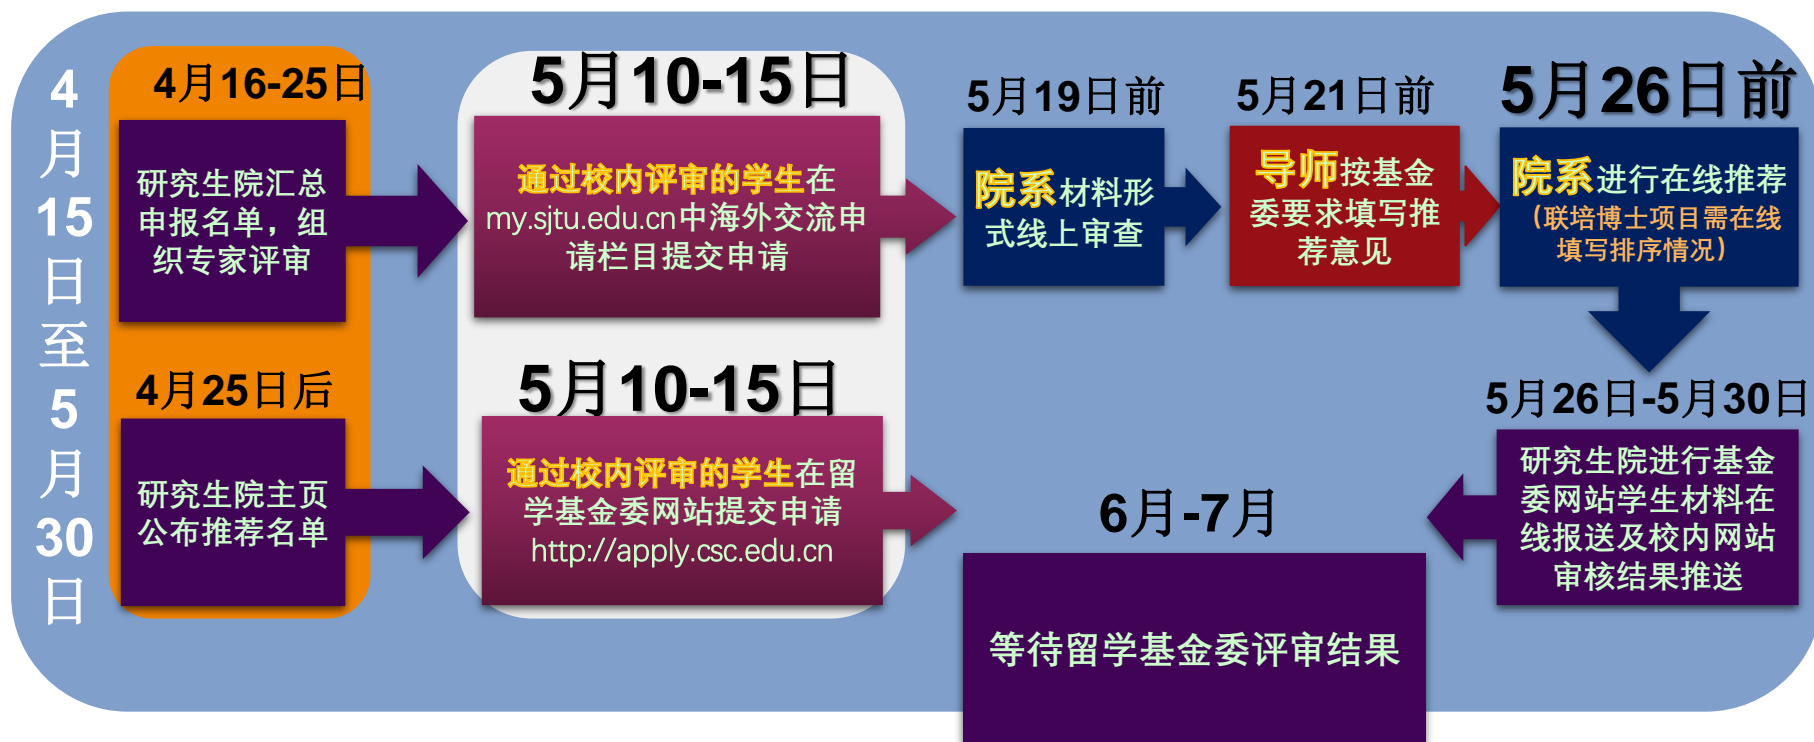 4
月
15
日
至
5
月
30
日
4月16-25日
研究生院汇总
申报名单，组
织专家评审
4月25日后
研究生院主页
公布推荐名单
5月10-15日
通过校内评审的学生在
my.sjtu.edu.cn中海外交流申
请栏目提交申请
5月10-15日
通过校内评审的学生在留
学基金委网站提交申请
http://apply.csc.edu.cn
5月19日前
院系材料形
式线上审查
5月21日前
导师按基金
委要求填写推
荐意见
5月26日前
院系进行在线推荐
（联培博士项目需在线
填写排序情况）
5月26日-5月30日
研究生院进行基金
委网站学生材料在
线报送及校内网站
审核结果推送
6月-7月
等待留学基金委评审结果